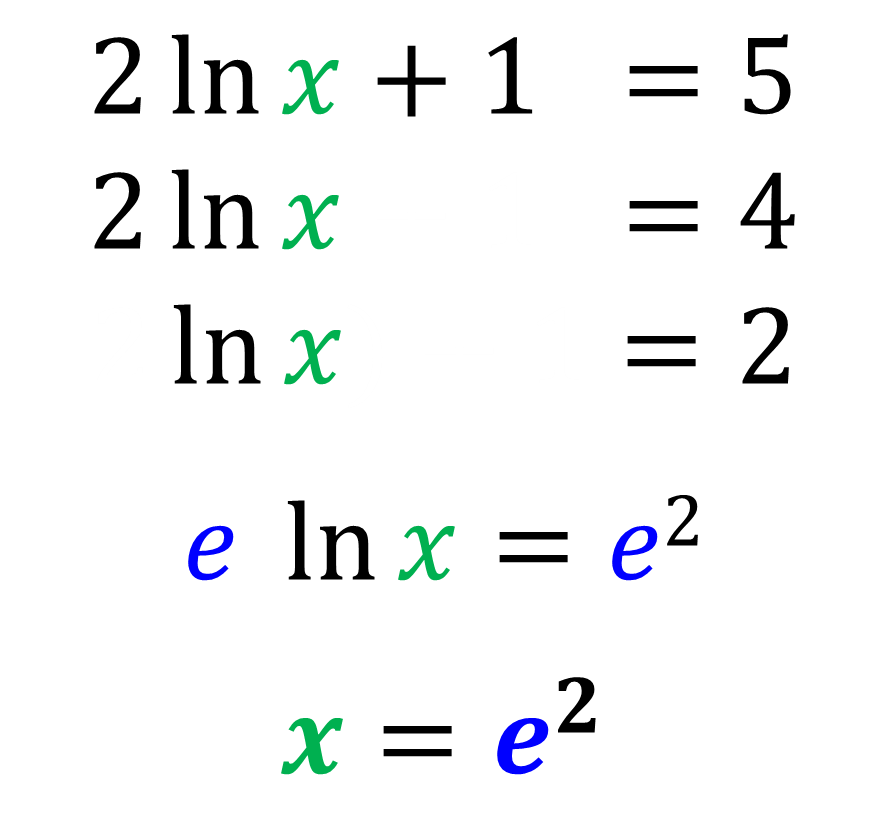 2 ln x + 1 = 5
2 ln x = 4
ln x = 2
e ln x = e²
x = e²